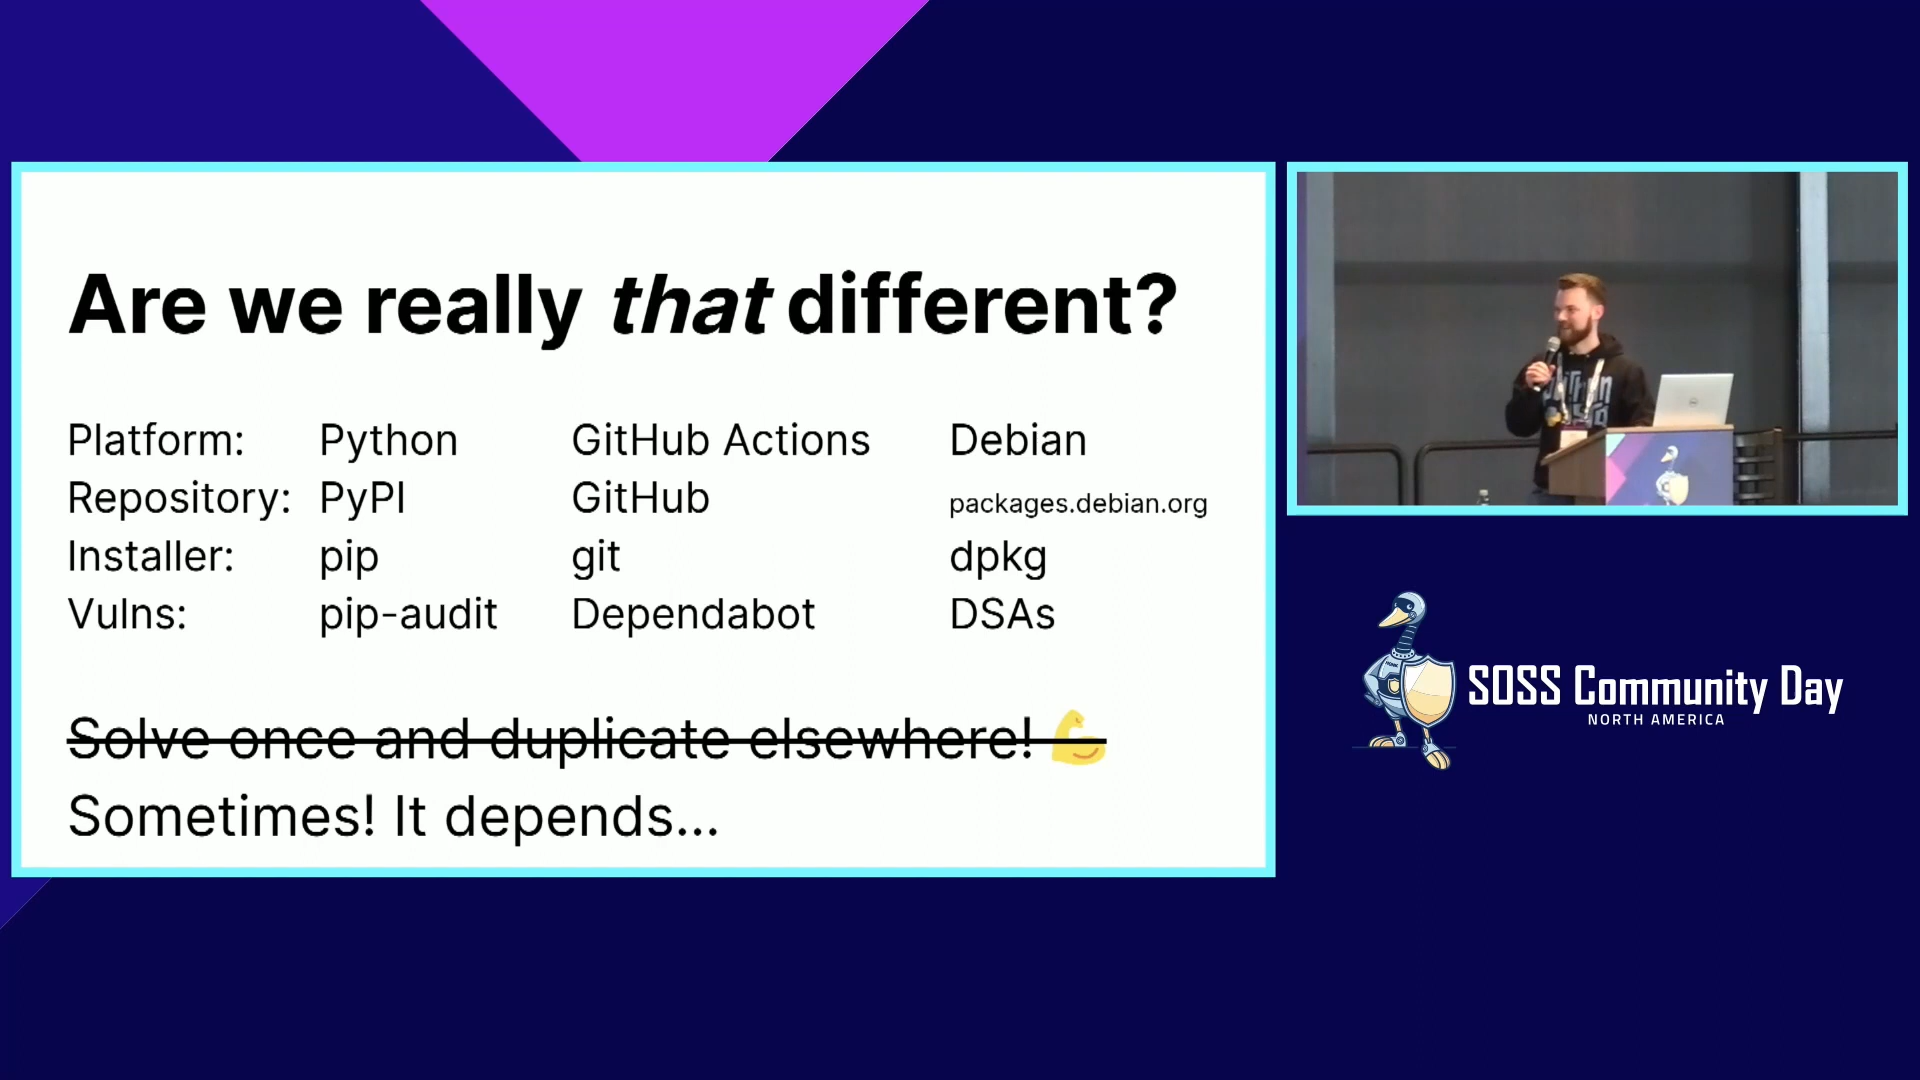 Are we really that different?
Platform: Python GitHub Actions Debian
Repository: PyPI GitHub packages.debian.org
Installer: pip git dpkg
Vulns: pip-audit Dependabot DSAs
Solve once and duplicate elsewhere! 💪
Sometimes! It depends...
SOSS Community Day
NORTH AMERICA